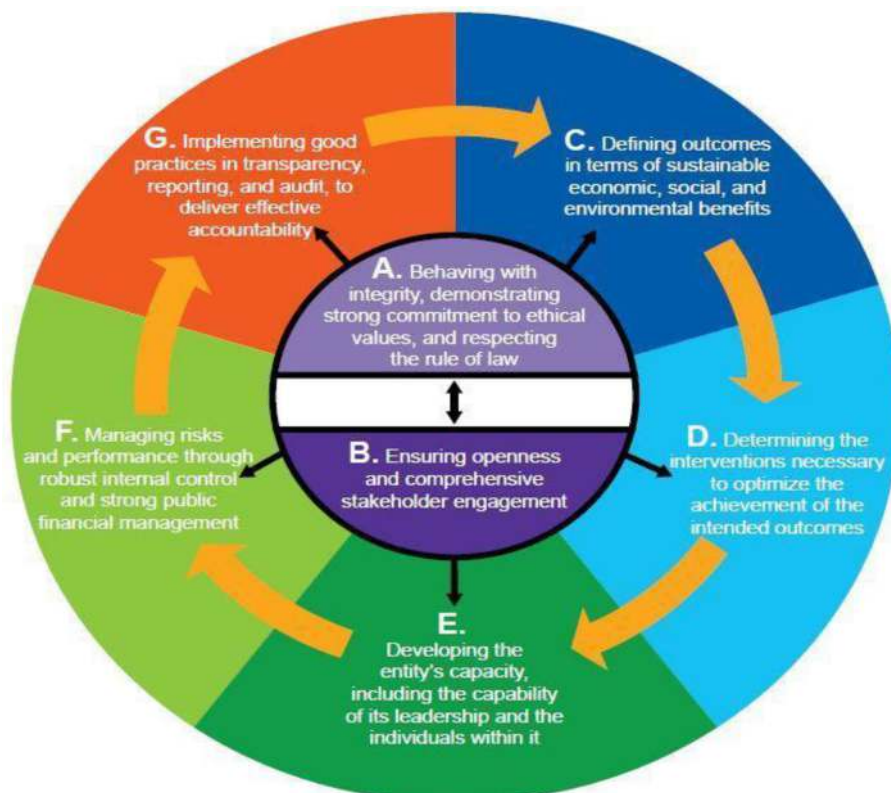 G. Implementing good
practices in transparency,
reporting, and audit, to
deliver effective
accountability
C. Defining outcomes
in terms of sustainable
economic, social, and
environmental benefits
A. Behaving with
integrity, demonstrating
strong commitment to ethical
values, and respecting
the rule of law
F. Managing risks
and performance through
robust internal control
and strong public
financial management
B. Ensuring openness
and comprehensive
stakeholder engagement
D. Determining the
interventions necessary
to optimize the
achievement of the
intended outcomes
E.
Developing the
entity's capacity,
including the capability
of its leadership and the
individuals within it